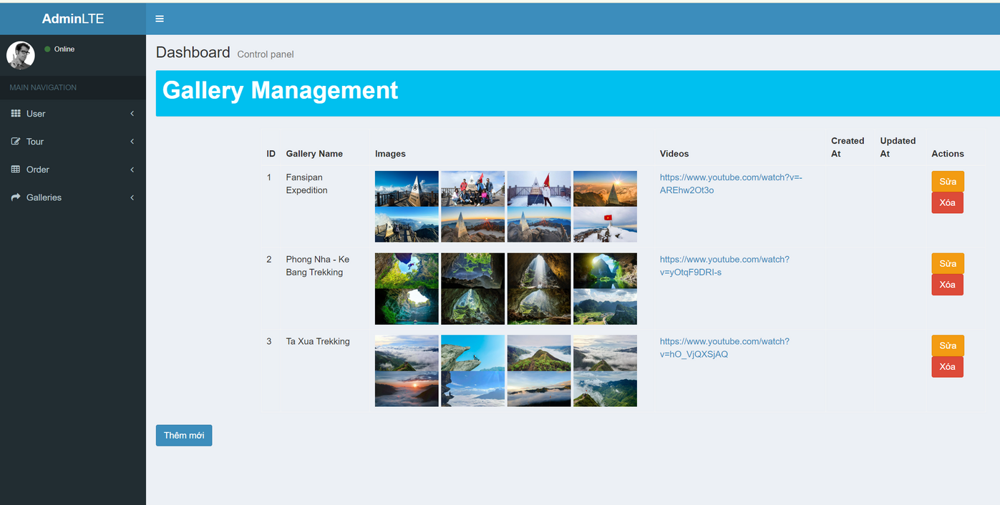 AdminLTE
Online
MAIN NAVIGATION
User
Tour
Order
Galleries
Dashboard Control panel
Gallery Management
ID Gallery Name Images Videos Created At Updated At Actions
1 Fansipan Expedition https://www.youtube.com/watch?v=-AREhw2Ot3o Sửa Xóa
2 Phong Nha - Ke Bang Trekking https://www.youtube.com/watch?v=yOtqF9DRI-s Sửa Xóa
3 Ta Xua Trekking https://www.youtube.com/watch?v=hO_VjQXSjAQ Sửa Xóa
Thêm mới